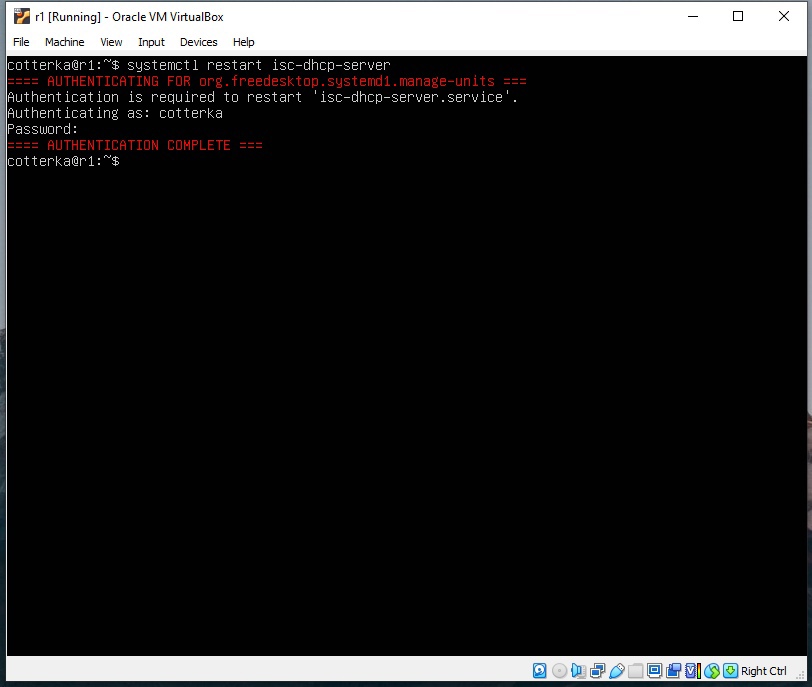 r1 [Running] - Oracle VM VirtualBox
File Machine View Input Devices Help
cotterka@r1:~$ systemctl restart isc-dhcp-server
==== AUTHENTICATING FOR org.freedesktop.systemd1.manage-units ===
Authentication is required to restart 'isc-dhcp-server.service'.
Authenticating as: cotterka
Password:
==== AUTHENTICATION COMPLETE ===
cotterka@r1:~$
Right Ctrl